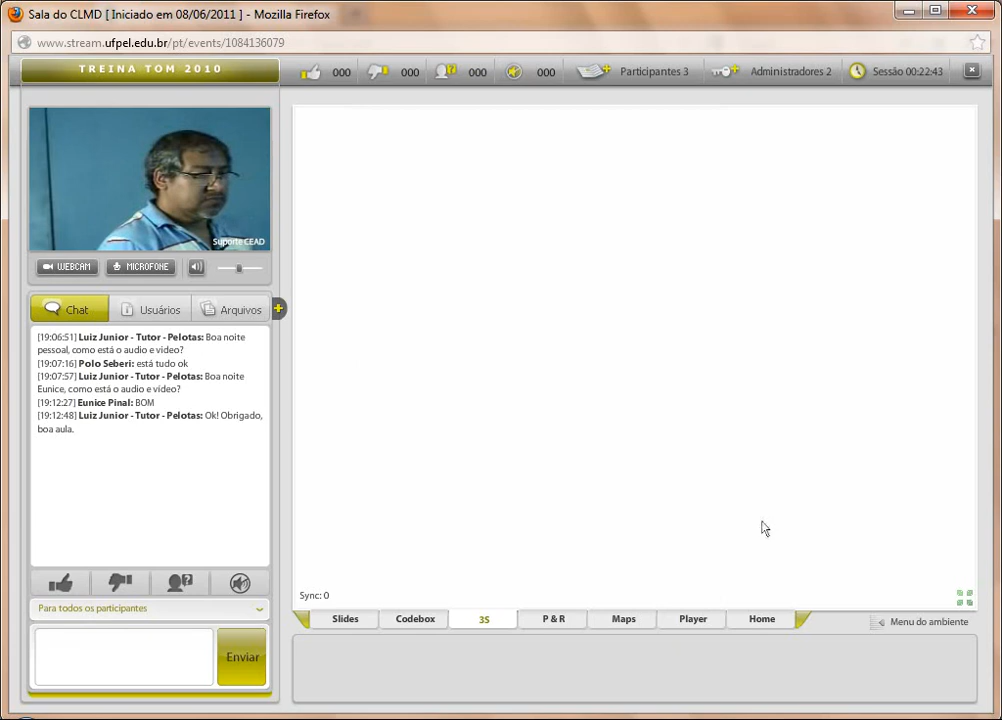 Sala do CLMD [ Iniciado em 08/06/2011 ] - Mozilla Firefox
www.stream.ufpel.edu.br/pt/events/1084136079
TREINA TOM 2010
000
000
000
000
Participantes 3
Administradores 2
Sessão 00:22:43
Suporte CEAD
WEBCAM
MICROFONE
Chat
Usuários
Arquivos
[19:06:51] Luiz Junior - Tutor - Pelotas: Boa noite
pessoal, como está o audio e video?
[19:07:16] Polo Seberi: está tudo ok
[19:07:57] Luiz Junior - Tutor - Pelotas: Boa noite
Eunice, como está o audio e vídeo?
[19:12:27] Eunice Pinal: BOM
[19:12:48] Luiz Junior - Tutor - Pelotas: Ok! Obrigado,
boa aula.
Para todos os participantes
Enviar
Sync: 0
Slides
Codebox
3S
P & R
Maps
Player
Home
Menu do ambiente